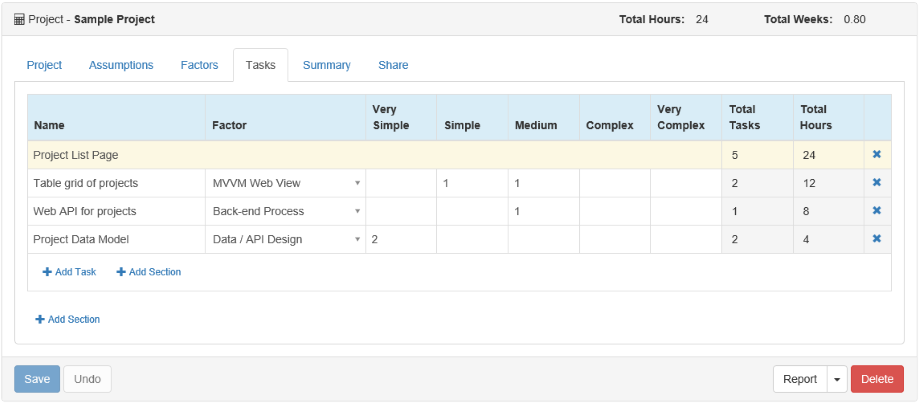 Project - Sample Project Total Hours: 24 Total Weeks: 0.80
Project Assumptions Factors Tasks Summary Share
Name Factor Very Simple Simple Medium Complex Very Complex Total Tasks Total Hours
Project List Page 5 24
Table grid of projects MVVM Web View 1 1 2 12
Web API for projects Back-end Process 1 1 8
Project Data Model Data / API Design 2 2 4
Add Task Add Section
Add Section
Save Undo Report Delete